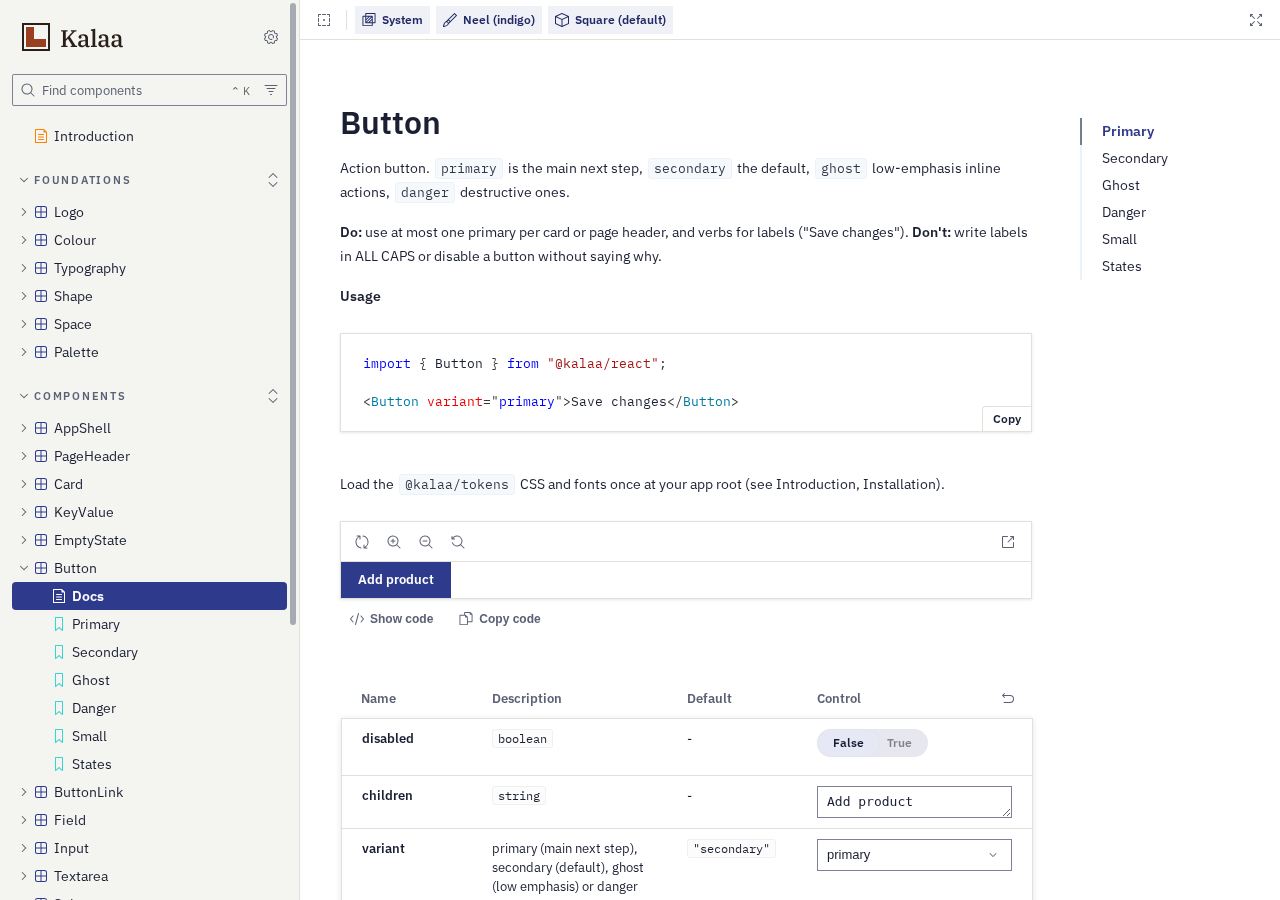 Kalaa
Find components
⌃ K
Introduction
FOUNDATIONS
Logo
Colour
Typography
Shape
Space
Palette
COMPONENTS
AppShell
PageHeader
Card
KeyValue
EmptyState
Button
Docs
Primary
Secondary
Ghost
Danger
Small
States
ButtonLink
Field
Input
Textarea
System
Neel (indigo)
Square (default)
Button
Action button. primary is the main next step, secondary the default, ghost low-emphasis inline
actions, danger destructive ones.
Do: use at most one primary per card or page header, and verbs for labels ("Save changes"). Don't: write labels
in ALL CAPS or disable a button without saying why.
Usage
import { Button } from "@kalaa/react";
<Button variant="primary">Save changes</Button>
Copy
Load the @kalaa/tokens CSS and fonts once at your app root (see Introduction, Installation).
Add product
Show code
Copy code
Name Description Default Control
disabled boolean - False True
children string - Add product
variant primary (main next step), "secondary" primary
secondary (default), ghost
(low emphasis) or danger
Primary
Secondary
Ghost
Danger
Small
States